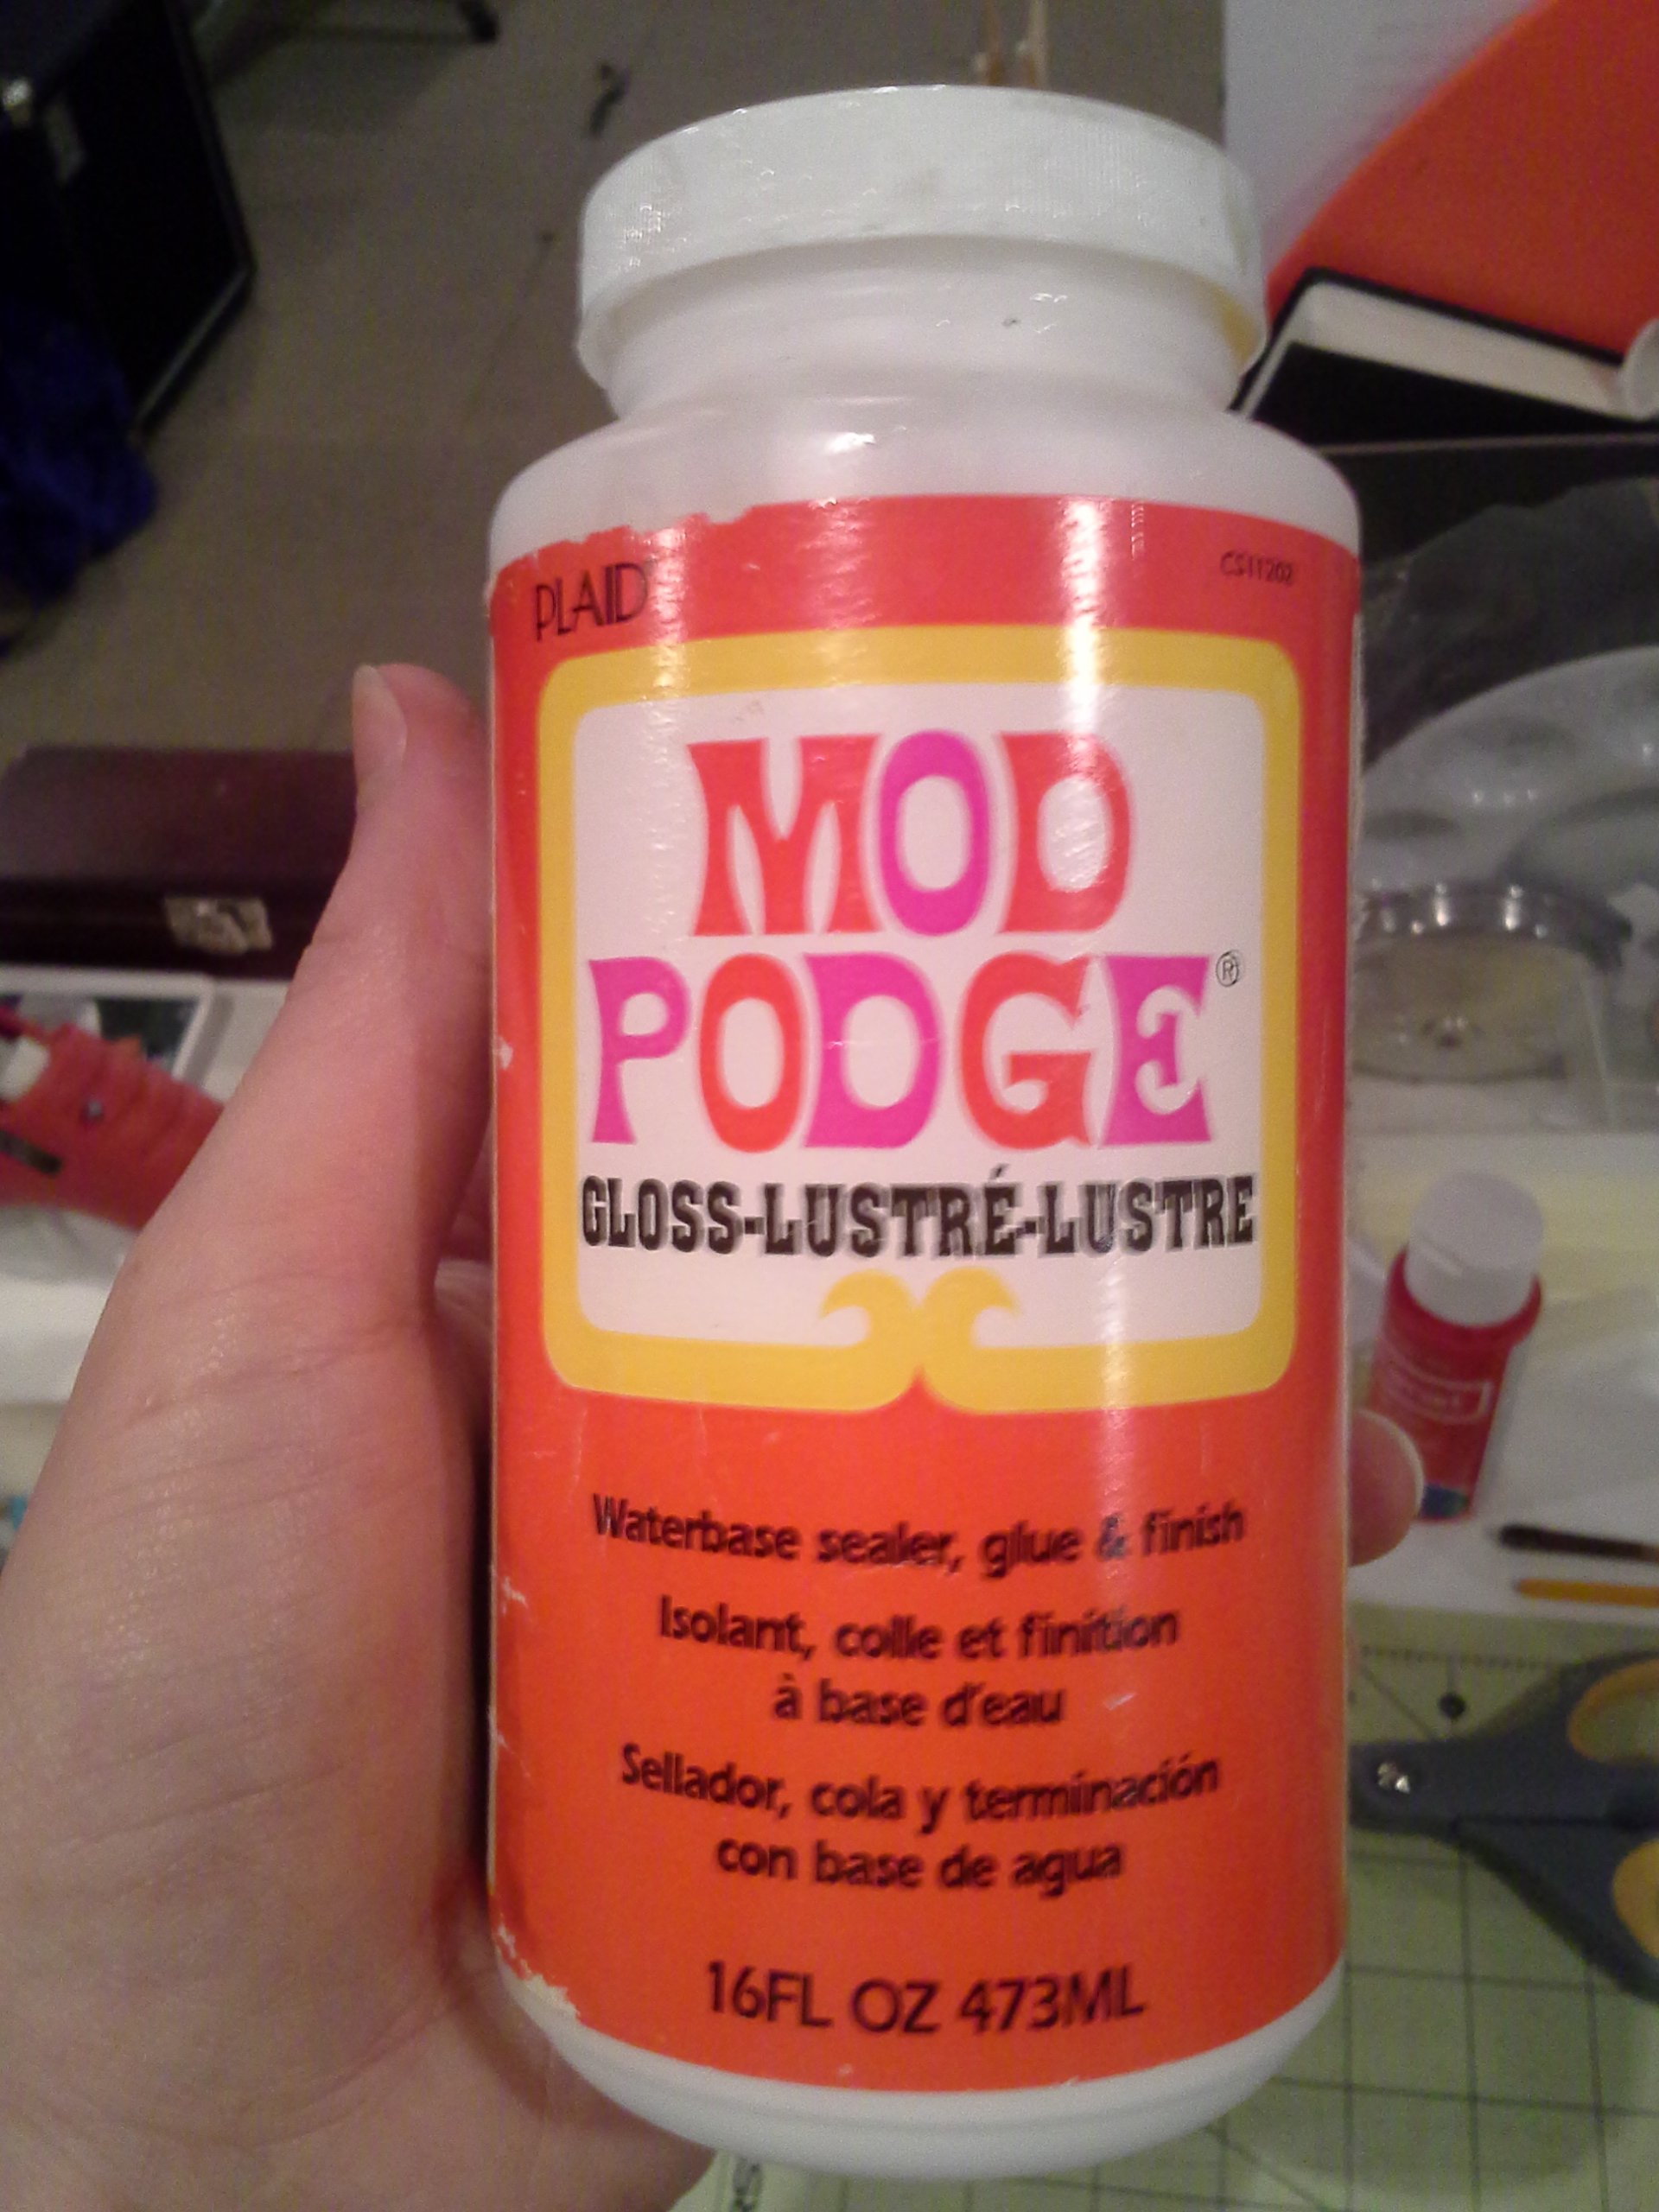 PLAID
CS11202
MOD
PODGE®
GLOSS-LUSTRÉ-LUSTRE
Waterbase sealer, glue & finish
Isolant, colle et finition
à base d'eau
Sellador, cola y terminación
con base de agua
16FL OZ 473ML